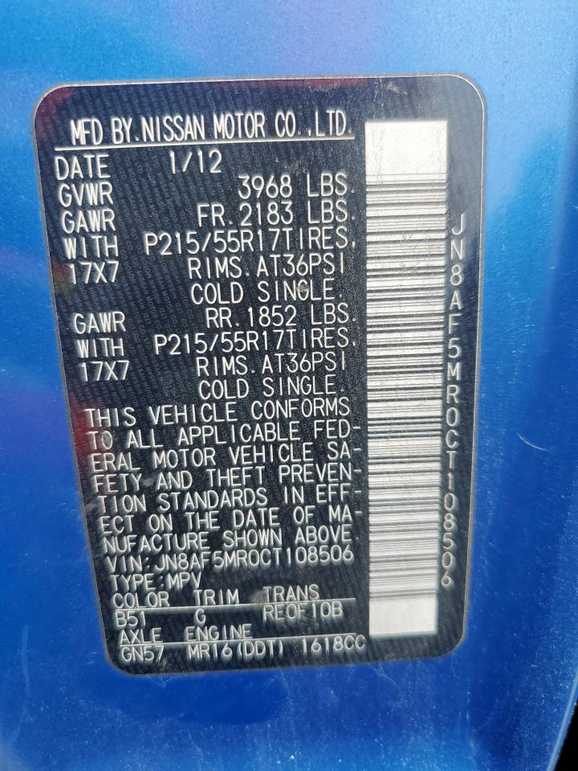 MFD BY.NISSAN MOTOR CO.,LTD.
DATE 1/12
GVWR 3968 LBS.
GAWR FR.2183 LBS.
WITH P215/55R17TIRES,
17X7 RIMS.AT36PSI
COLD SINGLE.
GAWR RR.1852 LBS.
WITH P215/55R17TIRES,
17X7 RIMS.AT36PSI
COLD SINGLE.
THIS VEHICLE CONFORMS
TO ALL APPLICABLE FED-
ERAL MOTOR VEHICLE SA-
FETY AND THEFT PREVEN-
TION STANDARDS IN EFF-
ECT ON THE DATE OF MA-
NUFACTURE SHOWN ABOVE.
VIN:JN8AF5MR0CT108506
TYPE:MPV
COLOR TRIM TRANS
B51 G RE0F10B
AXLE ENGINE
GN57 MR16(DDT) 1618CC
JN8AF5MR0CT108506